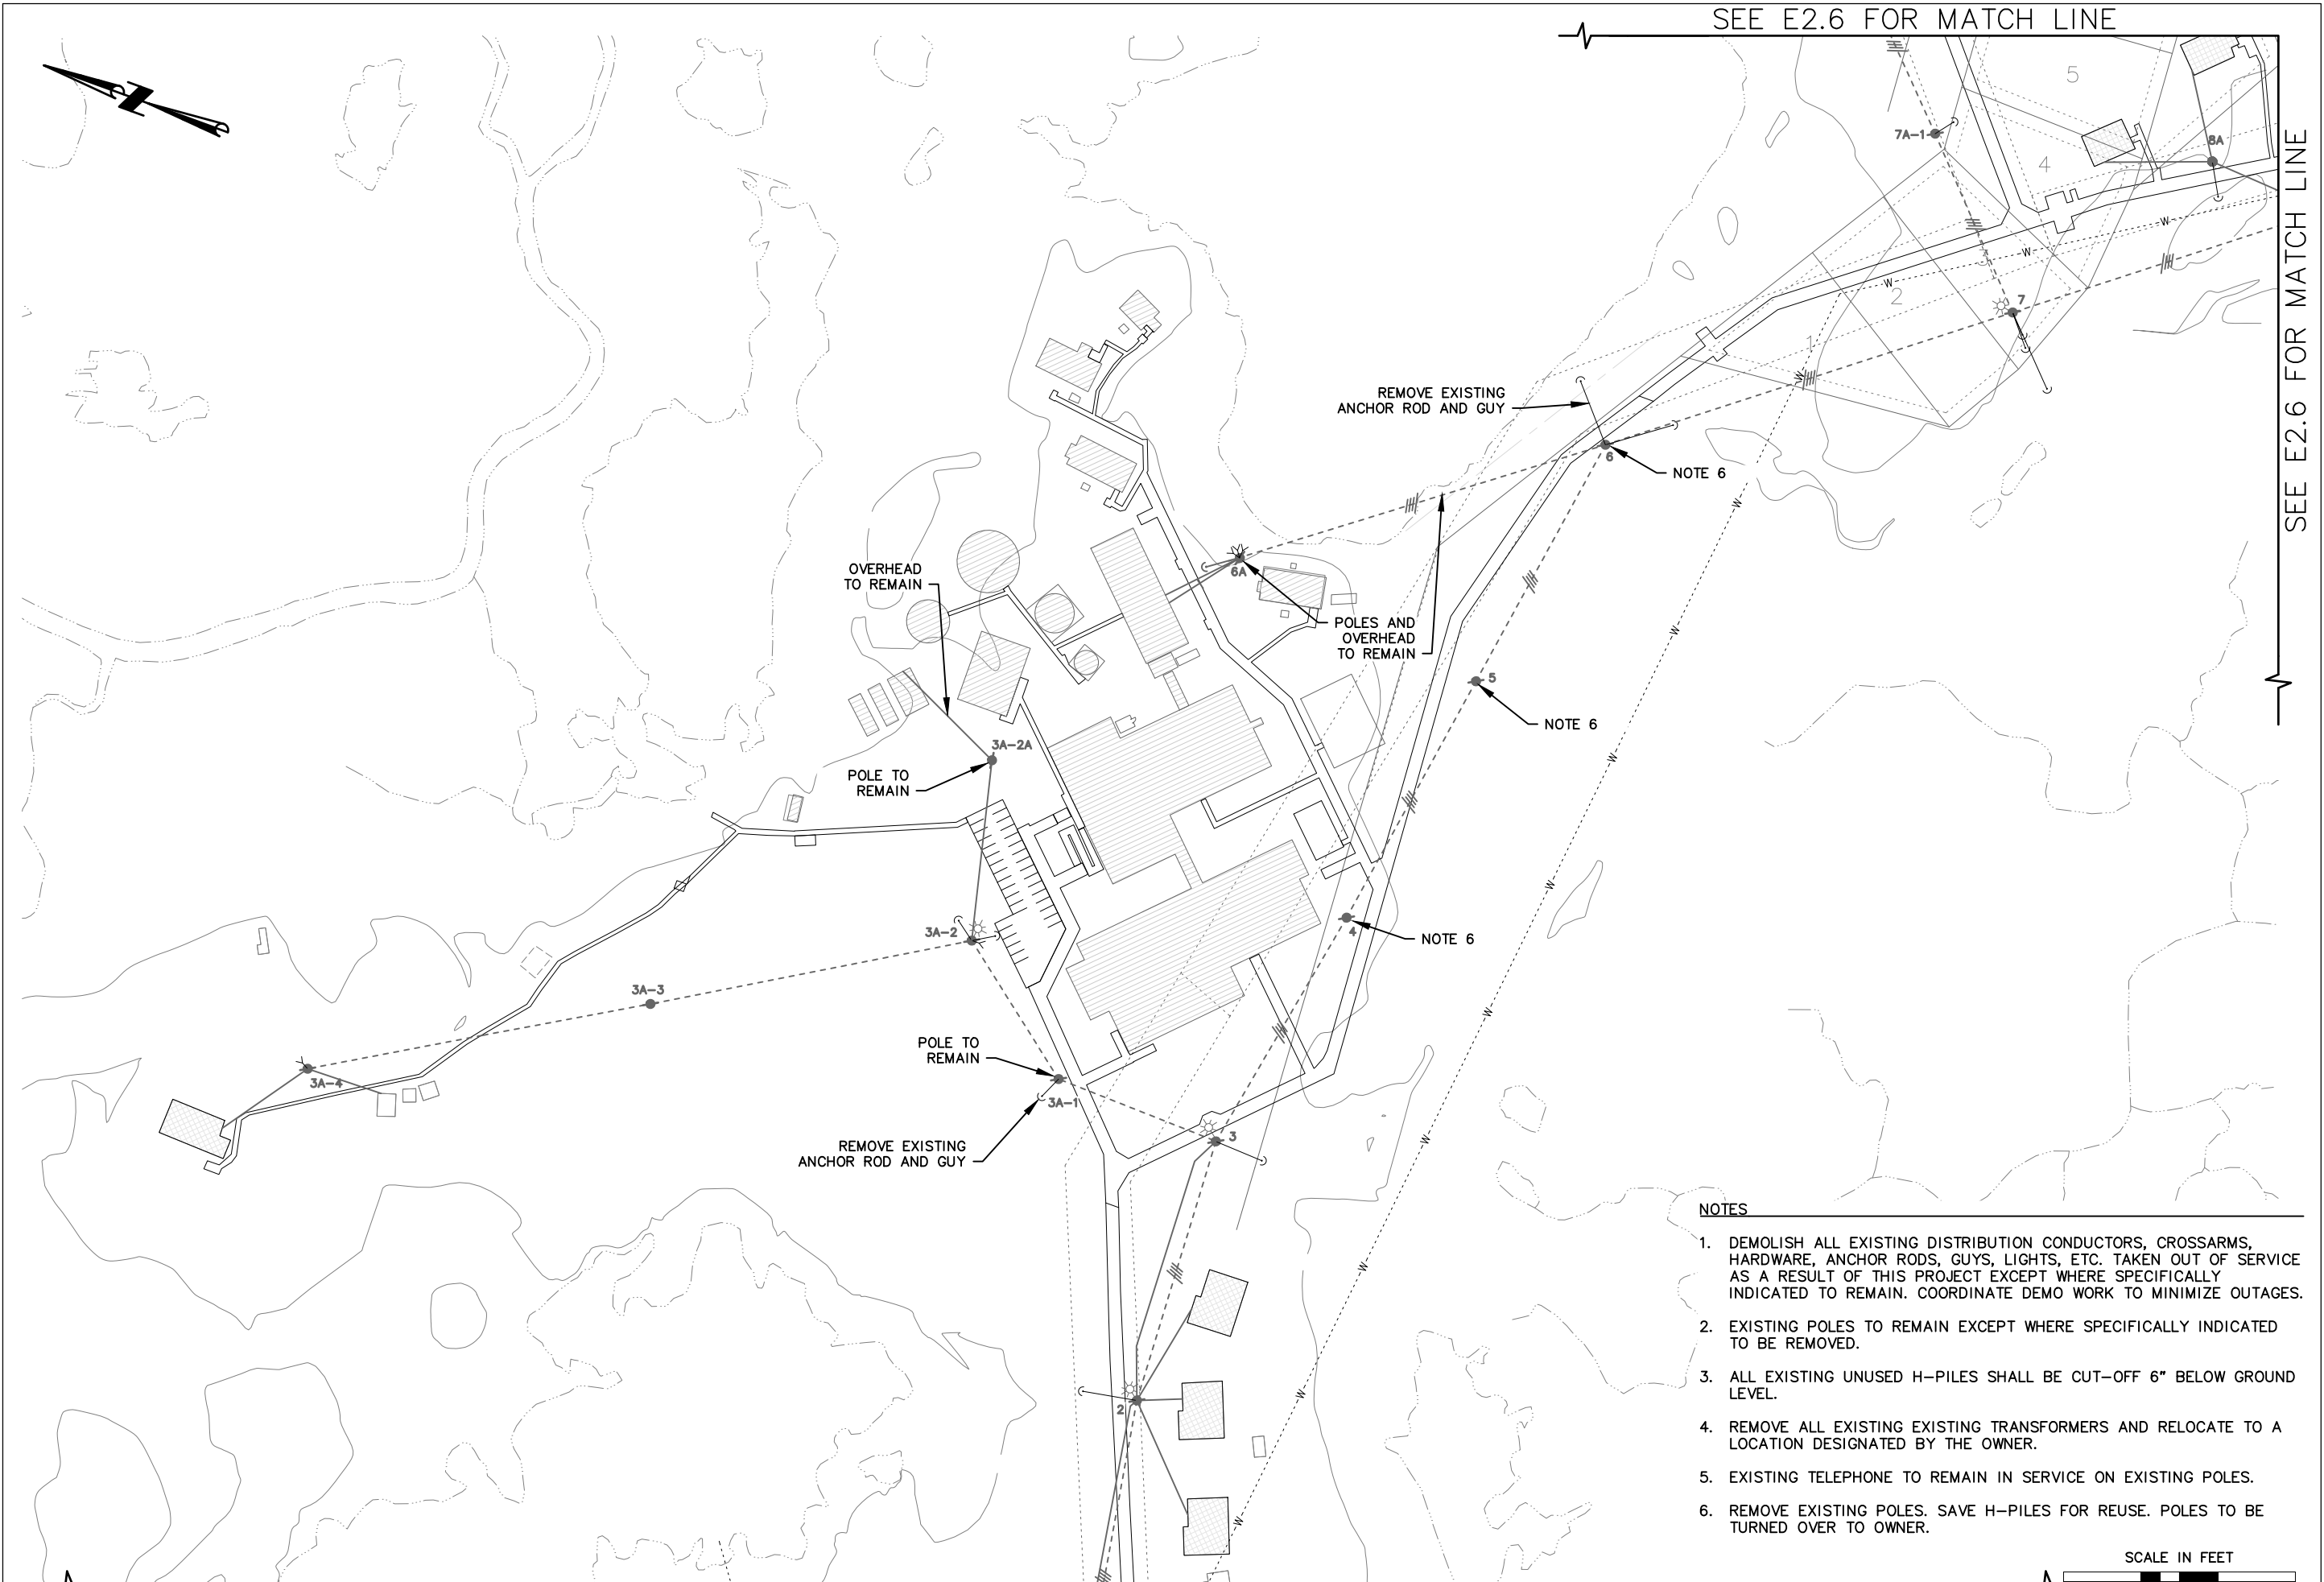 SEE E2.6 FOR MATCH LINE
SEE E2.6 FOR MATCH LINE
5
7A-1
4
8A
W
W
W
2
7
1
W
REMOVE EXISTING
ANCHOR ROD AND GUY
6
NOTE 6
W
6A
OVERHEAD
TO REMAIN
POLES AND
OVERHEAD
TO REMAIN
W
5
NOTE 6
3A-2A
W
POLE TO
REMAIN
W
3A-2
4
NOTE 6
3A-3
W
POLE TO
REMAIN
3A-4
3A-1
REMOVE EXISTING
ANCHOR ROD AND GUY
3
W
W
2
W
W
NOTES
1. DEMOLISH ALL EXISTING DISTRIBUTION CONDUCTORS, CROSSARMS,
HARDWARE, ANCHOR RODS, GUYS, LIGHTS, ETC. TAKEN OUT OF SERVICE
AS A RESULT OF THIS PROJECT EXCEPT WHERE SPECIFICALLY
INDICATED TO REMAIN. COORDINATE DEMO WORK TO MINIMIZE OUTAGES.
2. EXISTING POLES TO REMAIN EXCEPT WHERE SPECIFICALLY INDICATED
TO BE REMOVED.
3. ALL EXISTING UNUSED H-PILES SHALL BE CUT-OFF 6" BELOW GROUND
LEVEL.
4. REMOVE ALL EXISTING EXISTING TRANSFORMERS AND RELOCATE TO A
LOCATION DESIGNATED BY THE OWNER.
5. EXISTING TELEPHONE TO REMAIN IN SERVICE ON EXISTING POLES.
6. REMOVE EXISTING POLES. SAVE H-PILES FOR REUSE. POLES TO BE
TURNED OVER TO OWNER.
SCALE IN FEET